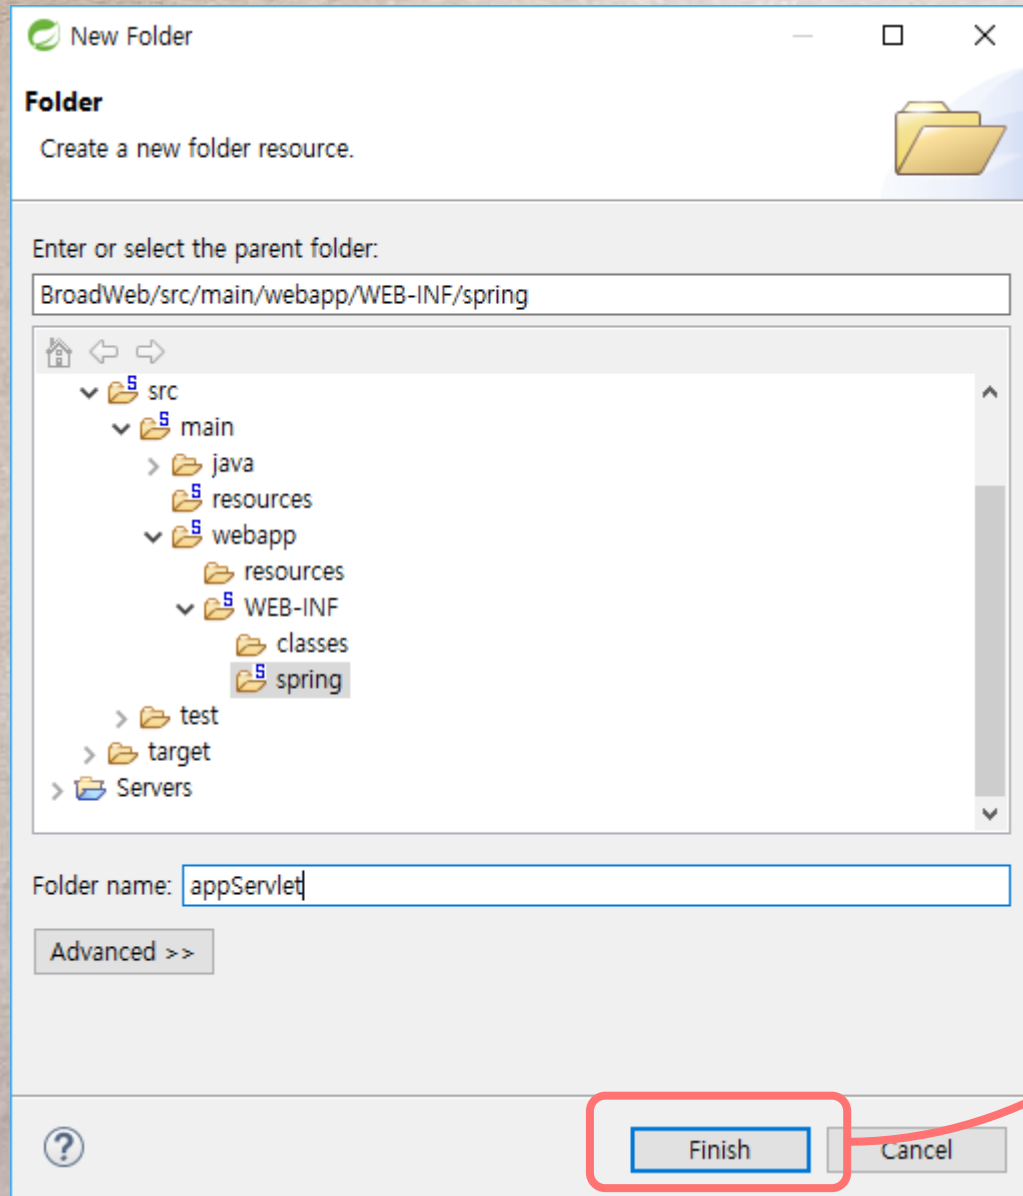 New Folder
Folder
Create a new folder resource.
Enter or select the parent folder:
BroadWeb/src/main/webapp/WEB-INF/spring
src
main
java
resources
webapp
resources
WEB-INF
classes
spring
test
target
Servers
Folder name: appServlet
Advanced >>
Finish Cancel